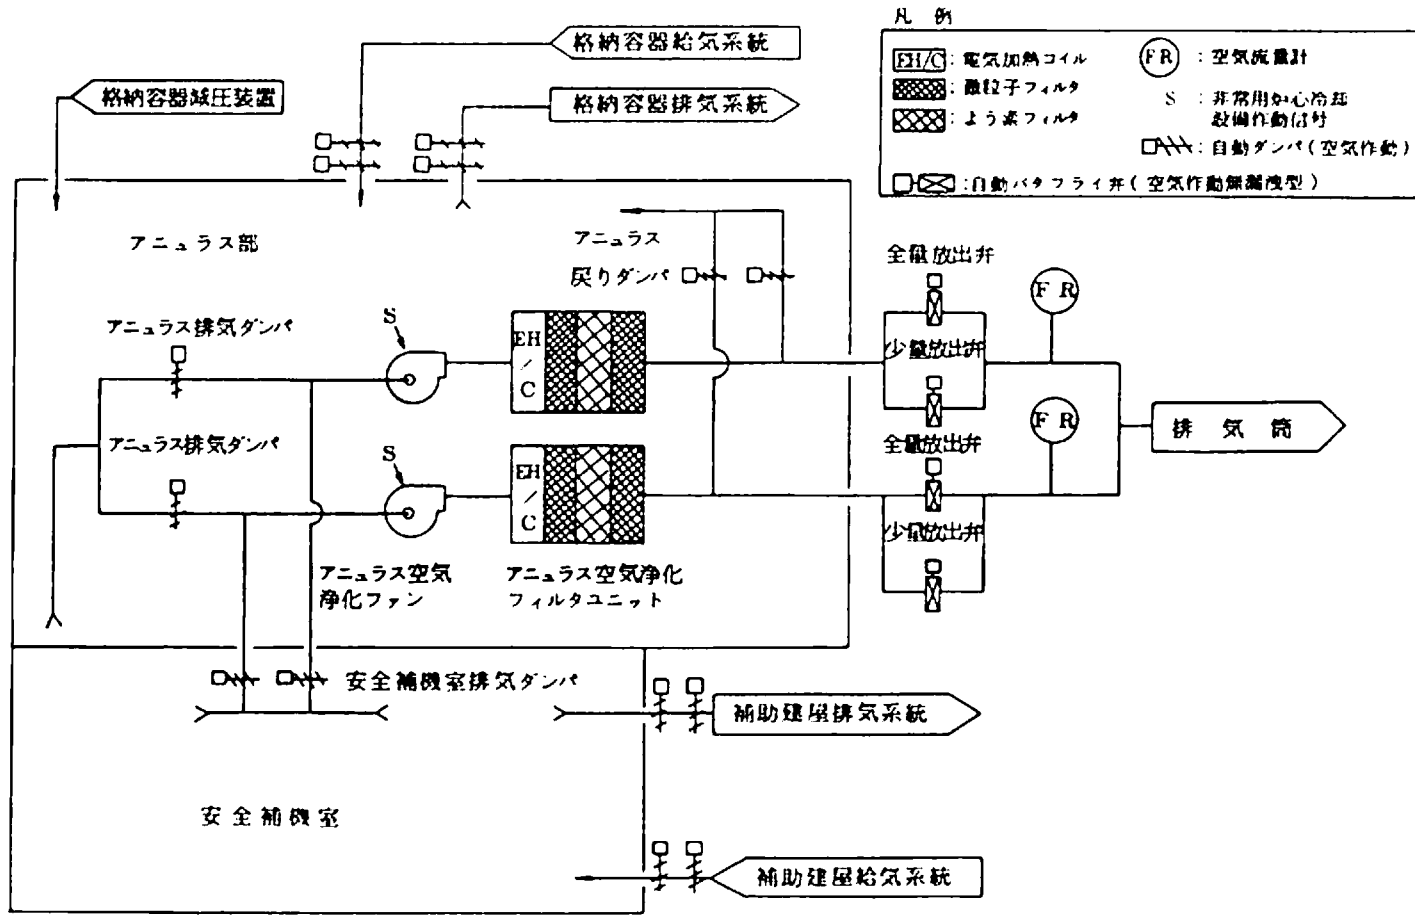 凡 例
EH/C : 電気加熱コイル
微粒子フィルタ
: よう素フィルタ
FR : 空気流量計
S : 非常用炉心冷却
設備作動信号
: 自動ダンパ(空気作動)
: 自動バタフライ弁(空気作動無漏洩型)
格納容器給気系統
格納容器減圧装置
格納容器排気系統
アニュラス部
アニュラス
戻りダンパ
全量放出弁
FR
アニュラス排気ダンパ
S
EH
/
C
少量放出弁
FR
アニュラス排気ダンパ
全量放出弁
排 気 筒
S
EH
/
C
少量放出弁
アニュラス空気
浄化ファン
アニュラス空気浄化
フィルタユニット
安全補機室排気ダンパ
補助建屋排気系統
安全補機室
補助建屋給気系統